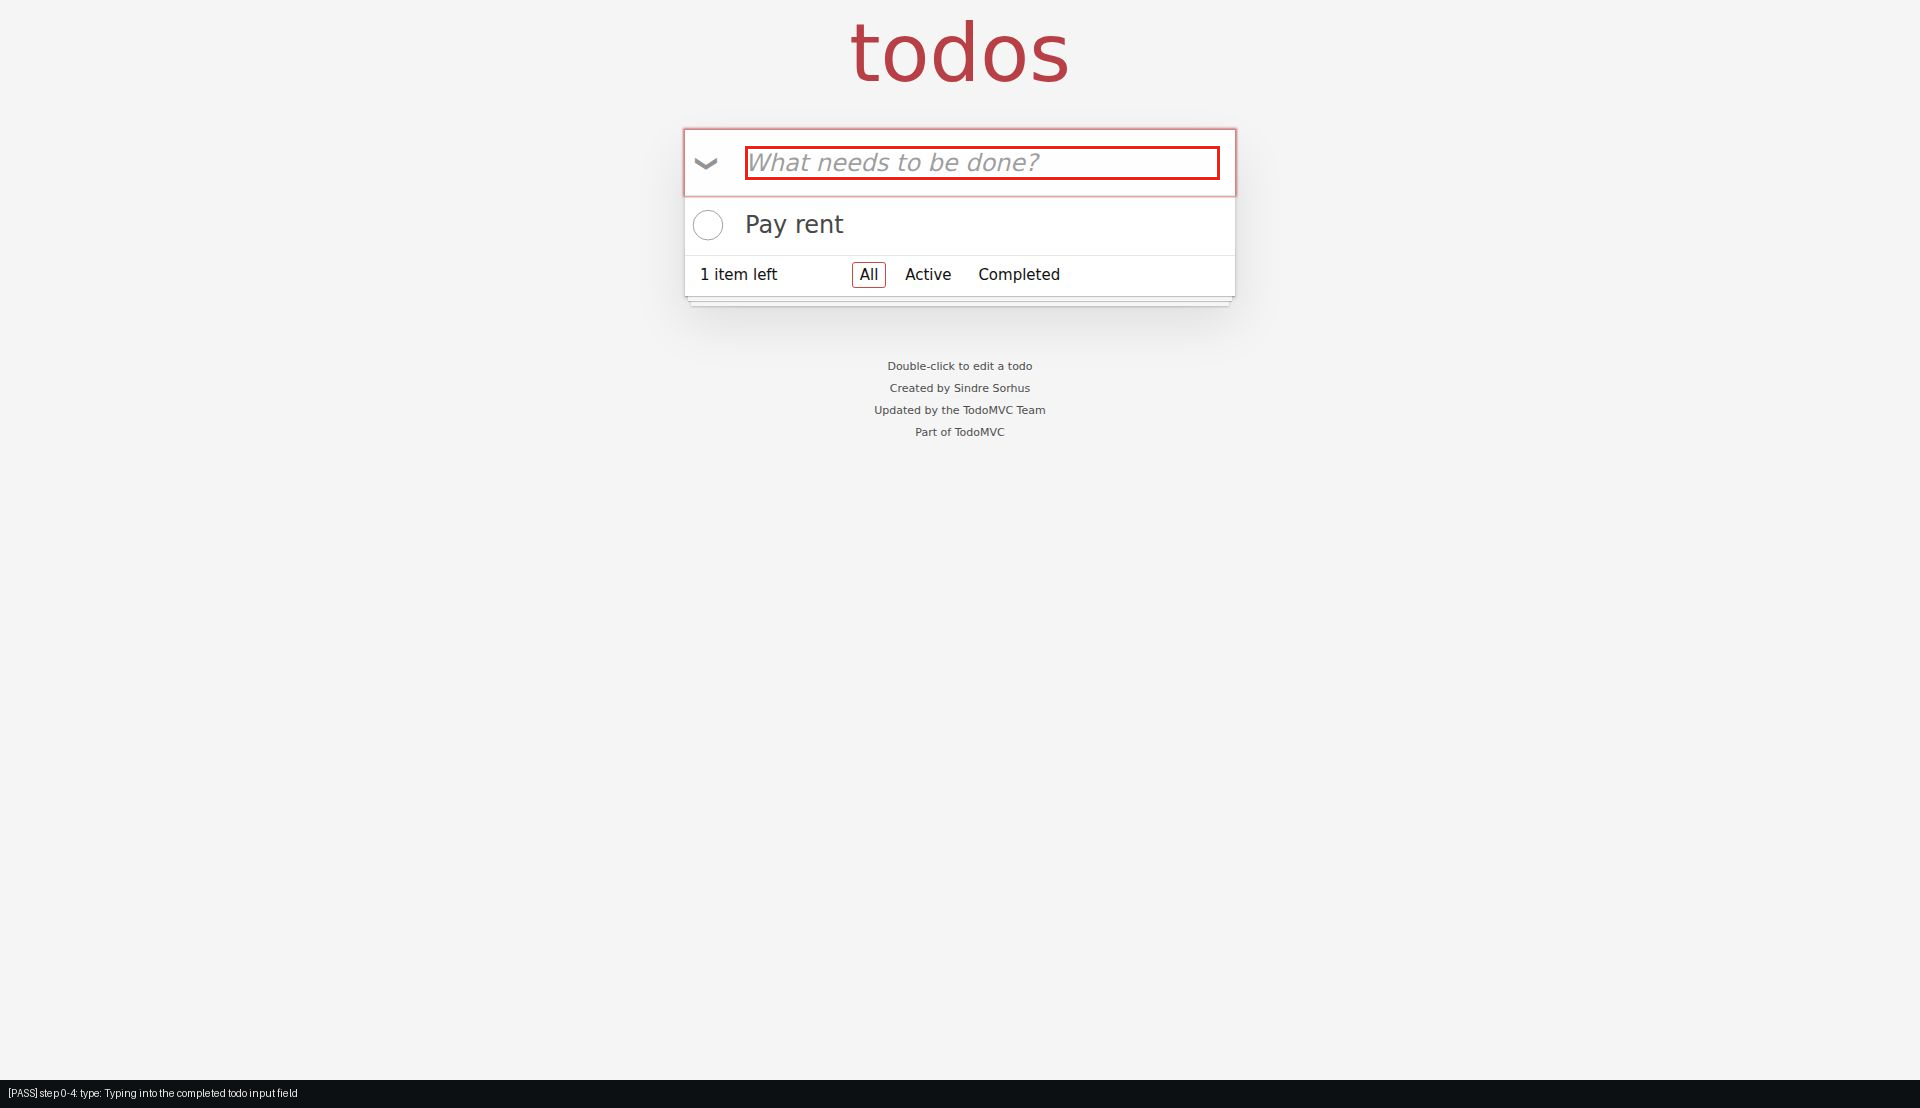 todos
What needs to be done?
Pay rent
1 item left All Active Completed
Double-click to edit a todo
Created by Sindre Sorhus
Updated by the TodoMVC Team
Part of TodoMVC
[PASS] step 0-4: type: Typing into the completed todo input field